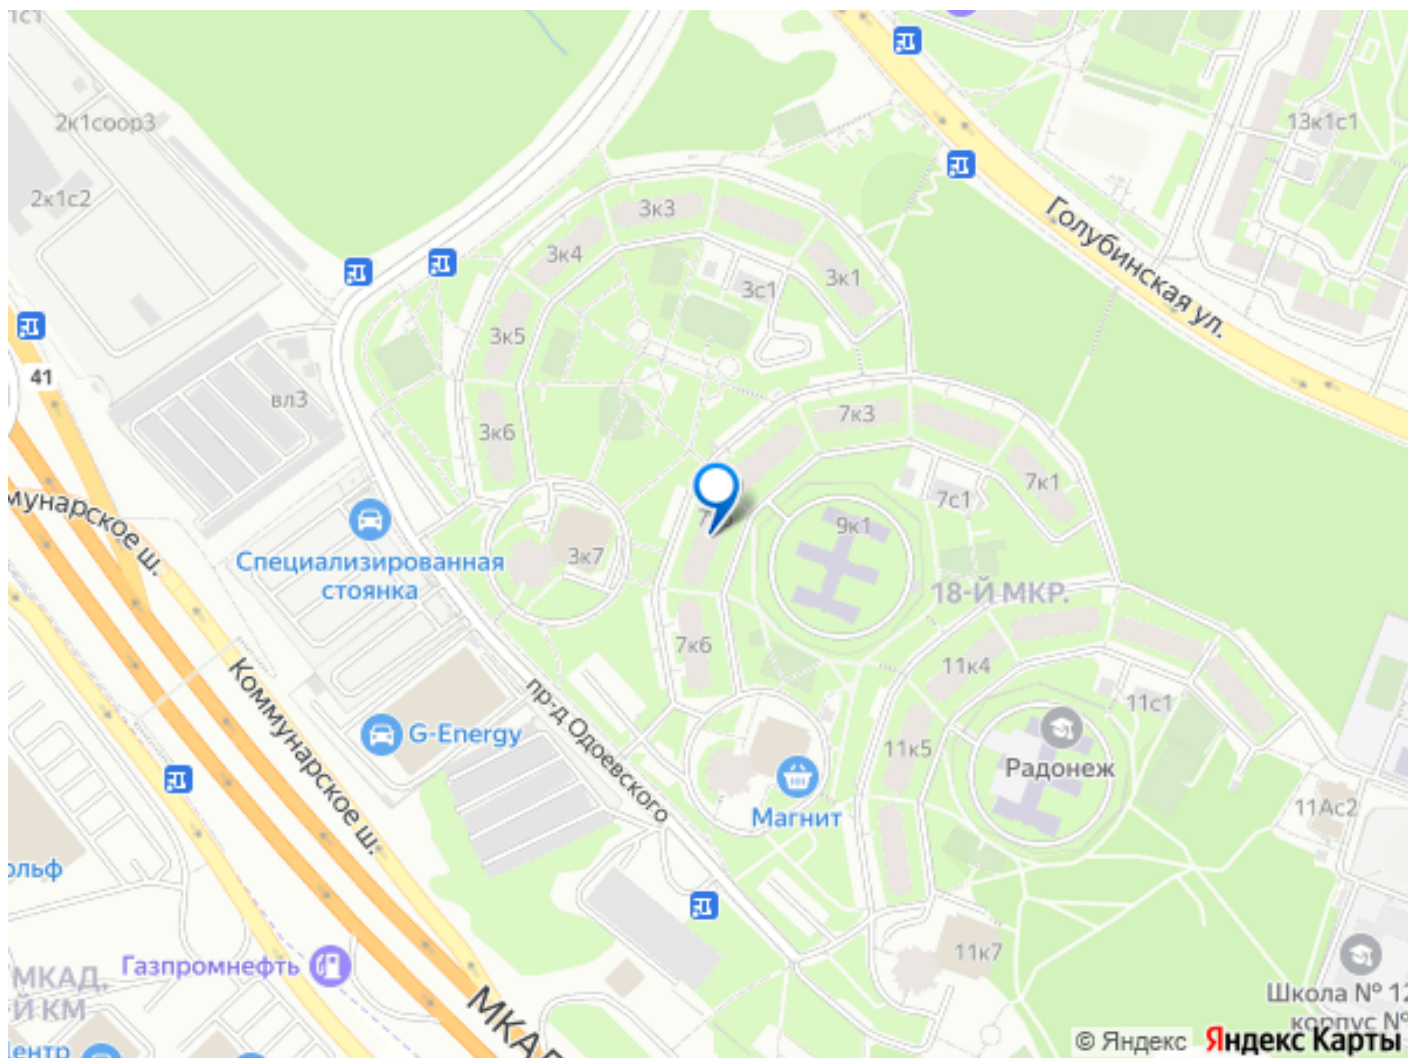 2к1соор3
13к1с1
2к1с2
3к3
Голубинская ул.
3к4
3к1
3с1
3к5
41
вл3
7к3
3к6
7к1
7с1
мунарское ш.
9к1
Специализированная
стоянка
3к7
18-Й МКР.
7к6
11к4
Коммунарское ш.
пр-д Одоевского
11с1
G-Energy
11к5
Радонеж
11Ас2
Магнит
ольф
11к7
Газпромнефть
МКАД,
-Й КМ
Школа № 12
корпус №
МКАД
Центр
© Яндекс Яндекс Карты